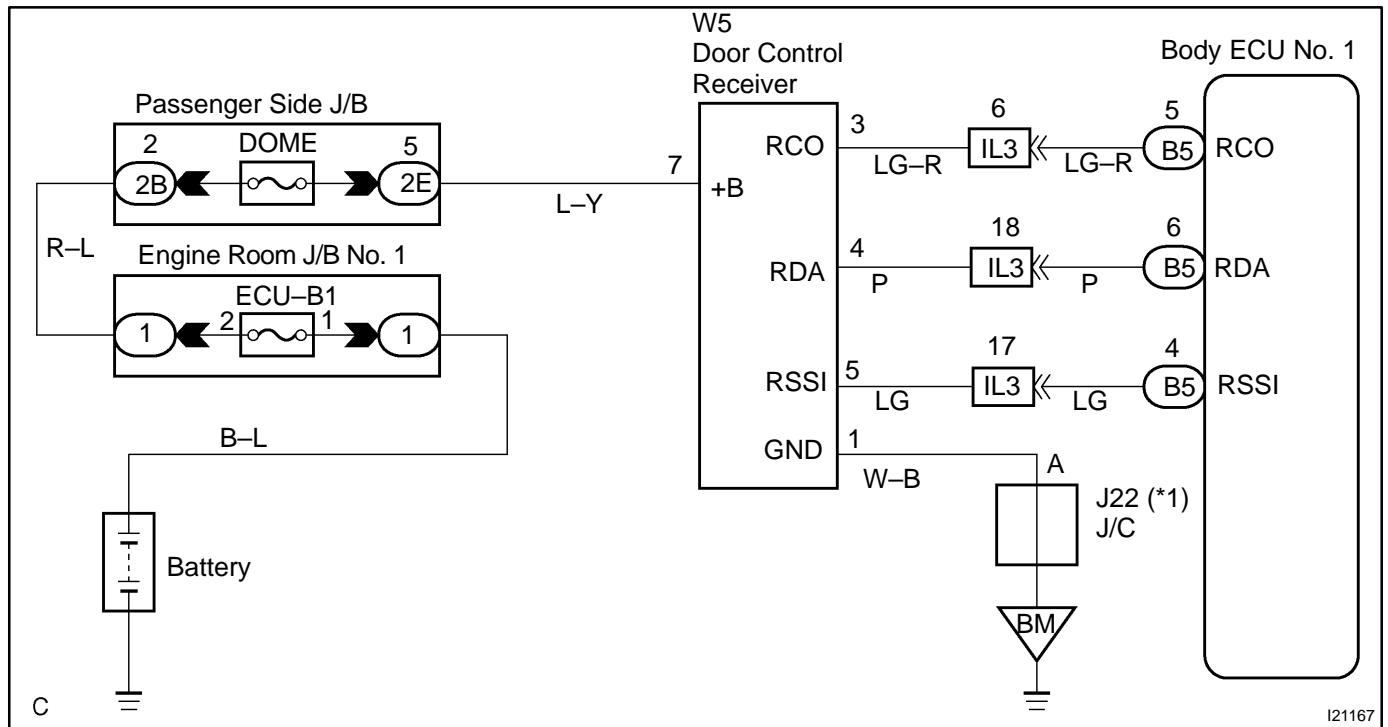 W5
Door Control
Receiver
Body ECU No. 1
Passenger Side J/B
2 DOME 5
2B 2E
R–L
L–Y
7
+B
Engine Room J/B No. 1
ECU–B1
1 2 1 1
B–L
Battery
RCO 3 LG–R 6 IL3 LG–R 5 B5 RCO
RDA 4 P 18 IL3 P 6 B5 RDA
RSSI 5 LG 17 IL3 LG 4 B5 RSSI
GND 1 W–B
A
J22 (*1)
J/C
BM
C
I21167